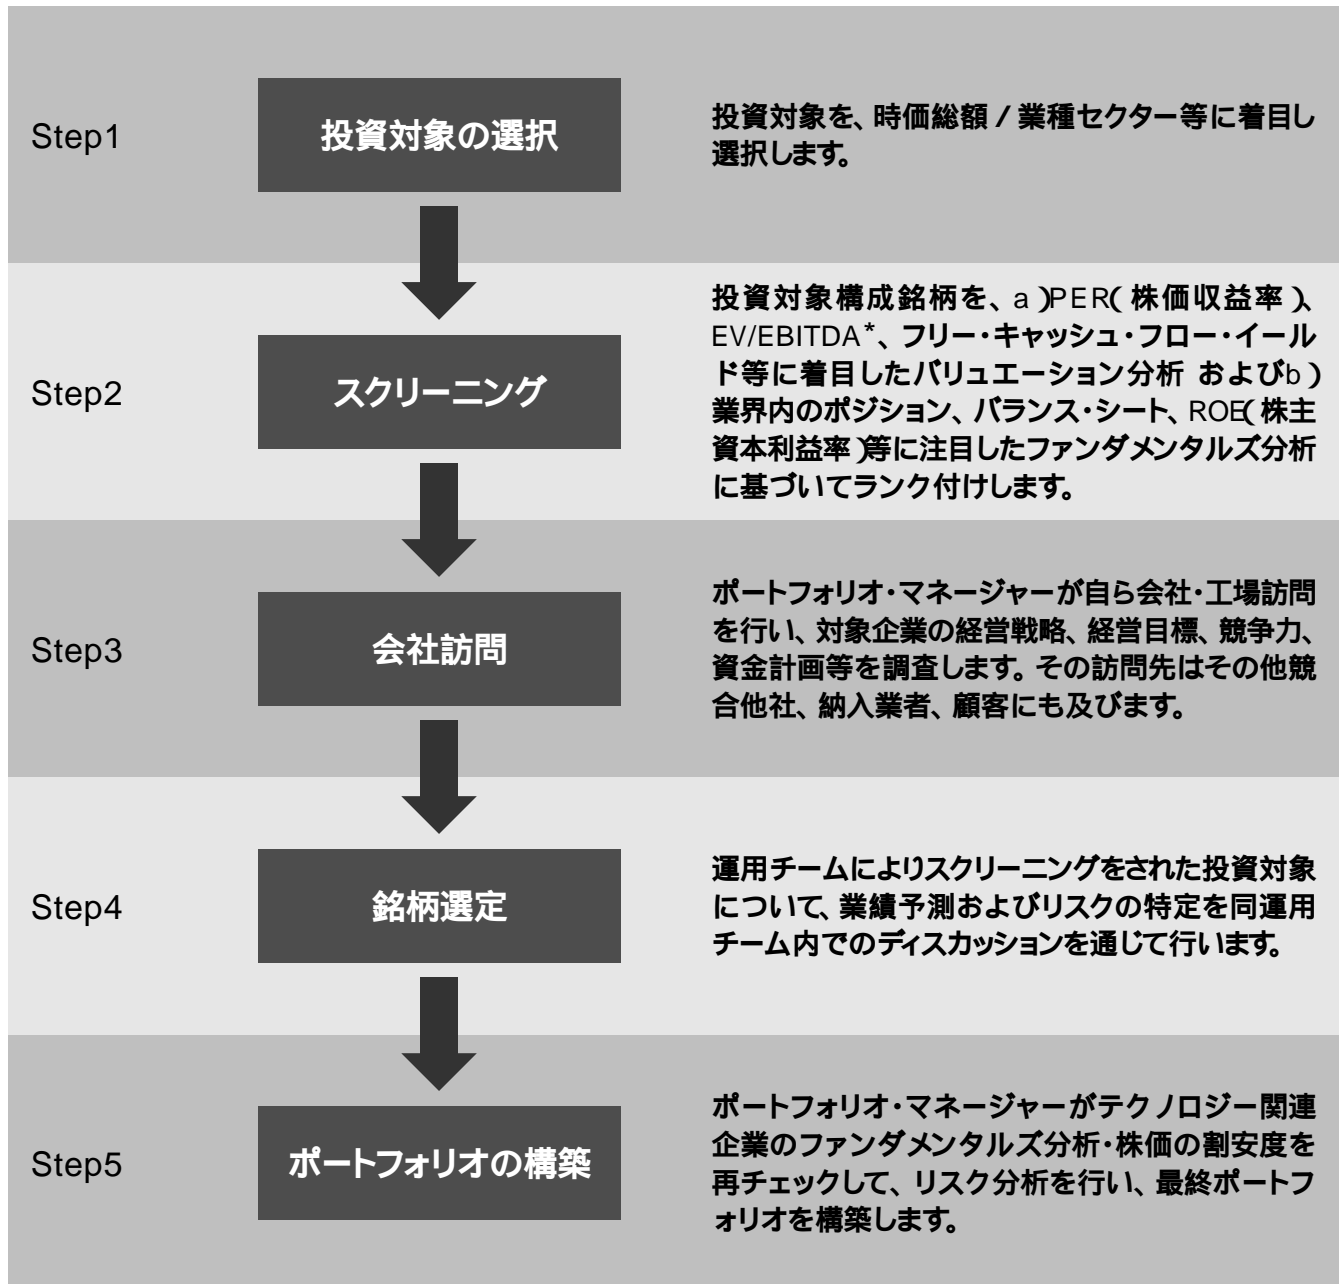 Step1
投資対象の選択
投資対象を、時価総額 / 業種セクター等に着目し
選択します。
Step2
スクリーニング
投資対象構成銘柄を、a)PER(株価収益率)、
EV/EBITDA*、フリー・キャッシュ・フロー・イール
ド等に着目したバリュエーション分析 およびb)
業界内のポジション、バランス・シート、ROE(株主
資本利益率)等に注目したファンダメンタルズ分析
に基づいてランク付けします。
Step3
会社訪問
ポートフォリオ・マネージャーが自ら会社・工場訪問
を行い、対象企業の経営戦略、経営目標、競争力、
資金計画等を調査します。その訪問先はその他競
合他社、納入業者、顧客にも及びます。
Step4
銘柄選定
運用チームによりスクリーニングをされた投資対象
について、業績予測およびリスクの特定を同運用
チーム内でのディスカッションを通じて行います。
Step5
ポートフォリオの構築
ポートフォリオ・マネージャーがテクノロジー関連
企業のファンダメンタルズ分析・株価の割安度を
再チェックして、リスク分析を行い、最終ポートフ
ォリオを構築します。